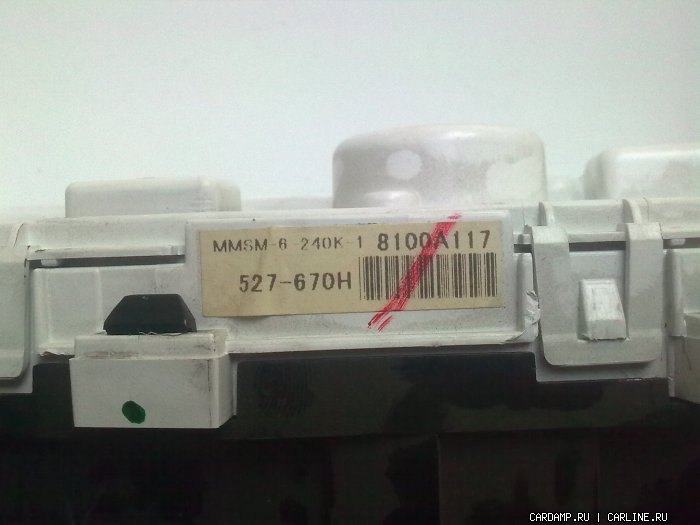 MMSM-6-240K-1 8100A117
527-670H
CARDAMP.RU | CARLINE.RU